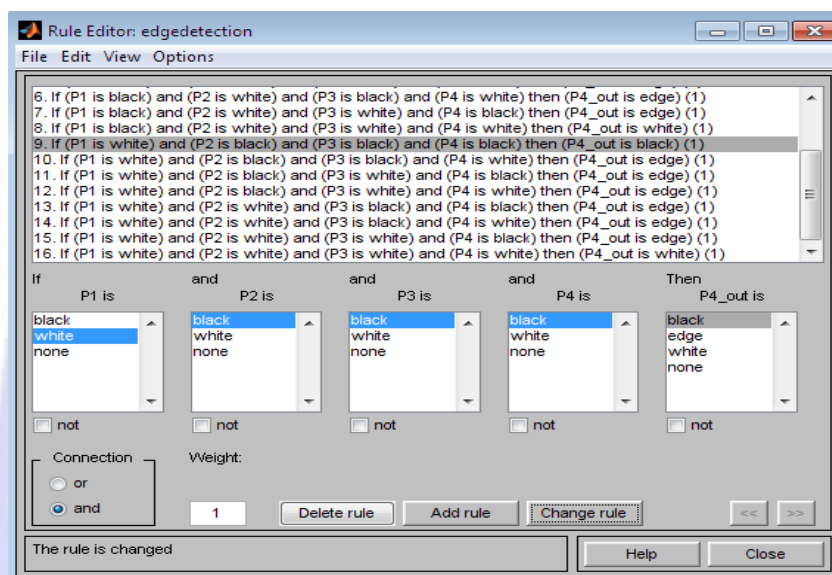 Rule Editor: edgedetection
File Edit View Options
6. If (P1 is black) and (P2 is white) and (P3 is black) and (P4 is white) then (P4_out is edge) (1)
7. If (P1 is black) and (P2 is white) and (P3 is white) and (P4 is black) then (P4_out is edge) (1)
8. If (P1 is black) and (P2 is white) and (P3 is white) and (P4 is white) then (P4_out is white) (1)
9. If (P1 is white) and (P2 is black) and (P3 is black) and (P4 is black) then (P4_out is black) (1)
10. If (P1 is white) and (P2 is black) and (P3 is black) and (P4 is white) then (P4_out is edge) (1)
11. If (P1 is white) and (P2 is black) and (P3 is white) and (P4 is black) then (P4_out is edge) (1)
12. If (P1 is white) and (P2 is black) and (P3 is white) and (P4 is white) then (P4_out is edge) (1)
13. If (P1 is white) and (P2 is white) and (P3 is black) and (P4 is black) then (P4_out is edge) (1)
14. If (P1 is white) and (P2 is white) and (P3 is black) and (P4 is white) then (P4_out is edge) (1)
15. If (P1 is white) and (P2 is white) and (P3 is white) and (P4 is black) then (P4_out is edge) (1)
16. If (P1 is white) and (P2 is white) and (P3 is white) and (P4 is white) then (P4_out is white) (1)
If and and and Then
P1 is P2 is P3 is P4 is P4_out is
black black black black black
white white white white edge
none none none none white
none
not not not not not
Connection Weight:
or
and 1 Delete rule Add rule Change rule << >>
The rule is changed Help Close